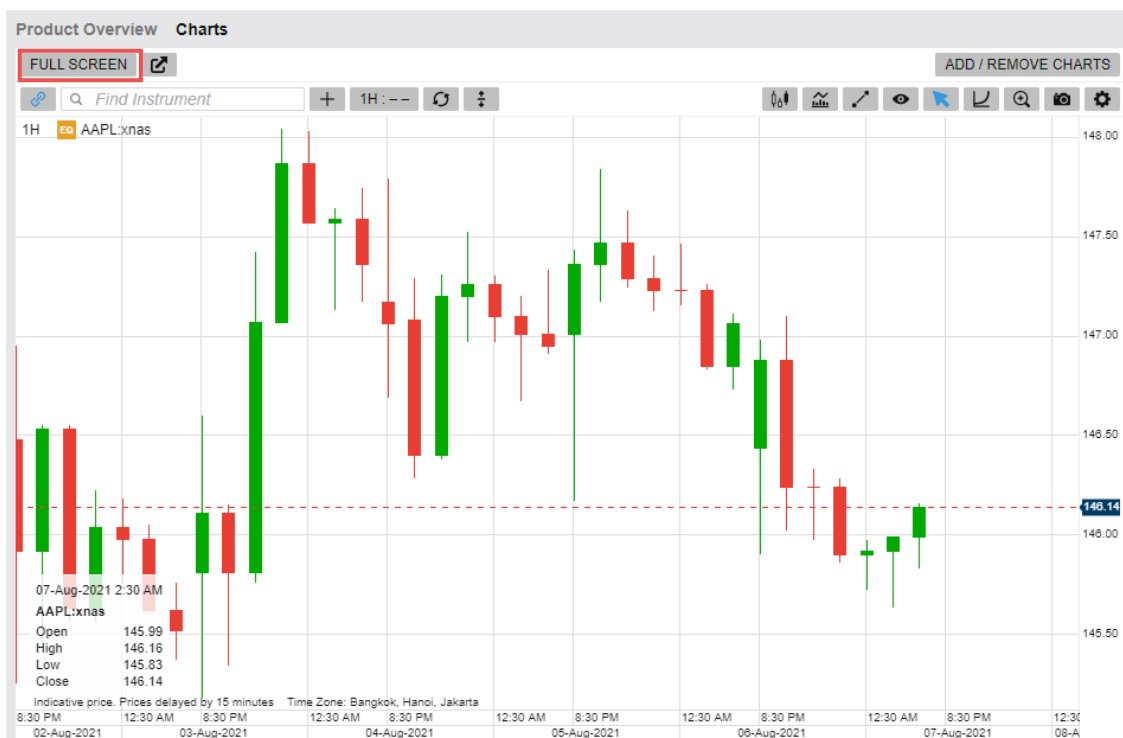 Product Overview Charts
FULL SCREEN ADD / REMOVE CHARTS
Find Instrument + 1H : – –
1H EQ AAPL:xnas
148.00
147.50
147.00
146.50
146.14
146.00
145.50
07-Aug-2021 2:30 AM
AAPL:xnas
Open 145.99
High 146.16
Low 145.83
Close 146.14
Indicative price. Prices delayed by 15 minutes Time Zone: Bangkok, Hanoi, Jakarta
8:30 PM 12:30 AM 8:30 PM 12:30 AM 8:30 PM 12:30 AM 8:30 PM 12:30 AM 8:30 PM 12:30 AM 8:30 PM 12:30
02-Aug-2021 03-Aug-2021 04-Aug-2021 05-Aug-2021 06-Aug-2021 07-Aug-2021 08-A